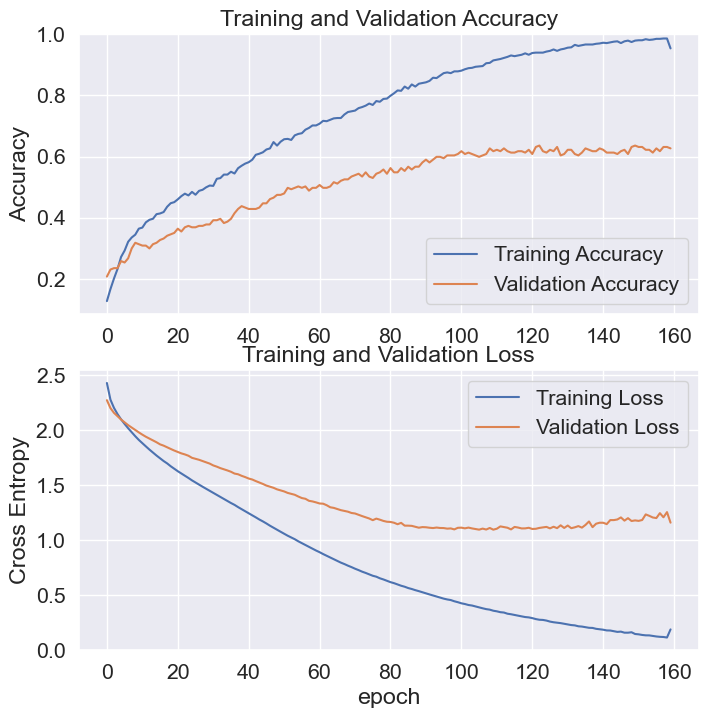 Training and Validation Accuracy
Accuracy
1.0
0.8
0.6
0.4
0.2
Training Accuracy
Validation Accuracy
0 20 40 60 80 100 120 140 160
Training and Validation Loss
Cross Entropy
2.5
2.0
1.5
1.0
0.5
0.0
Training Loss
Validation Loss
0 20 40 60 80 100 120 140 160
epoch